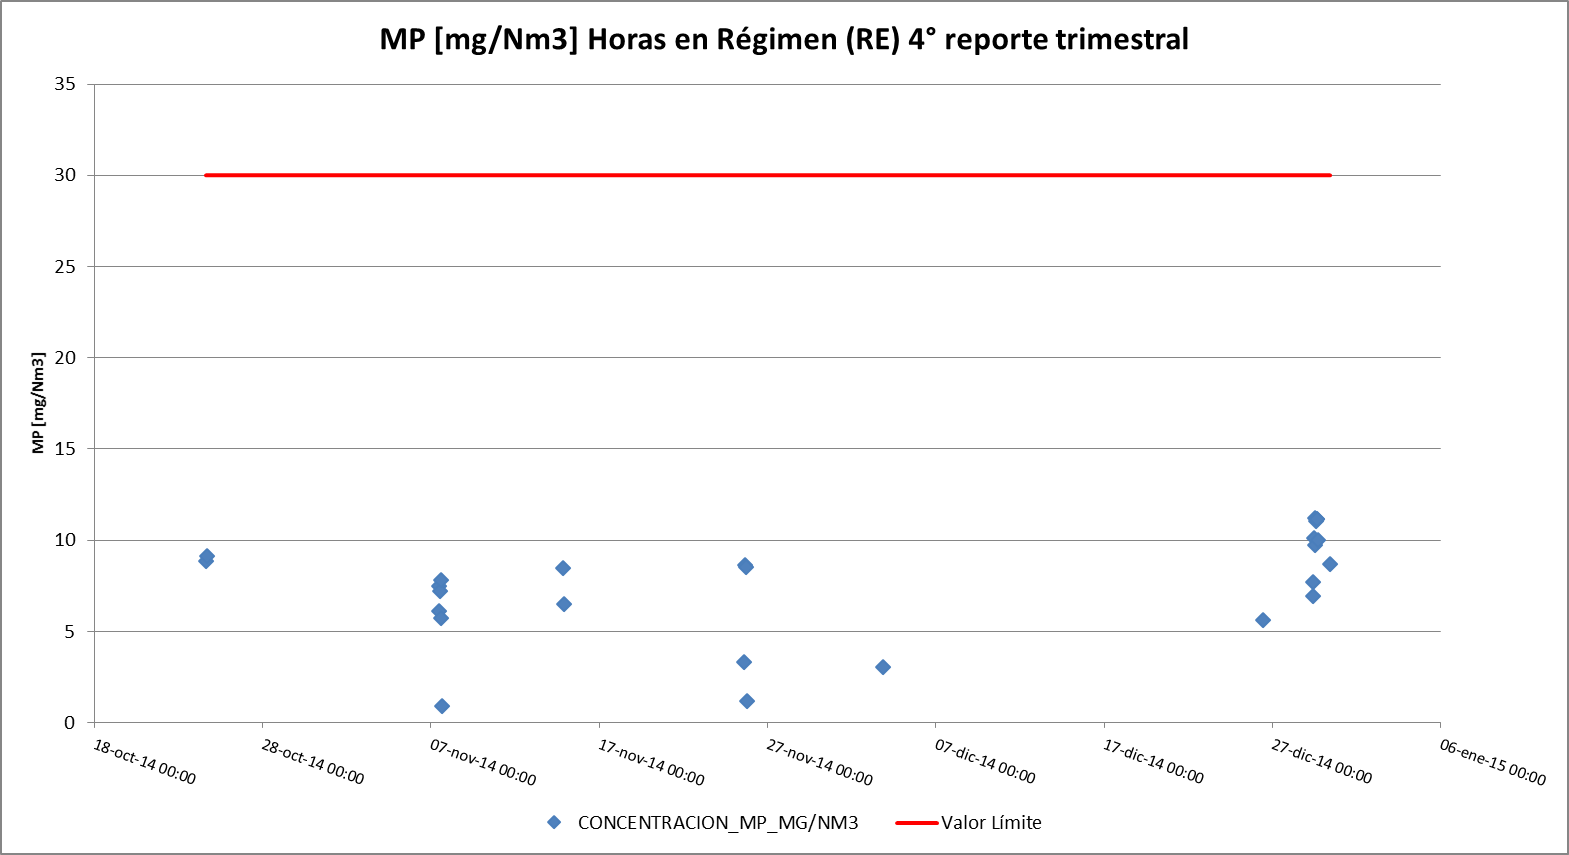 MP [mg/Nm3] Horas en Régimen (RE) 4° reporte trimestral
35
30
25
20
15
10
5
0
MP [mg/Nm3]
18-oct-14 00:00
28-oct-14 00:00
07-nov-14 00:00
17-nov-14 00:00
27-nov-14 00:00
07-dic-14 00:00
17-dic-14 00:00
27-dic-14 00:00
06-ene-15 00:00
CONCENTRACION_MP_MG/NM3
Valor Límite